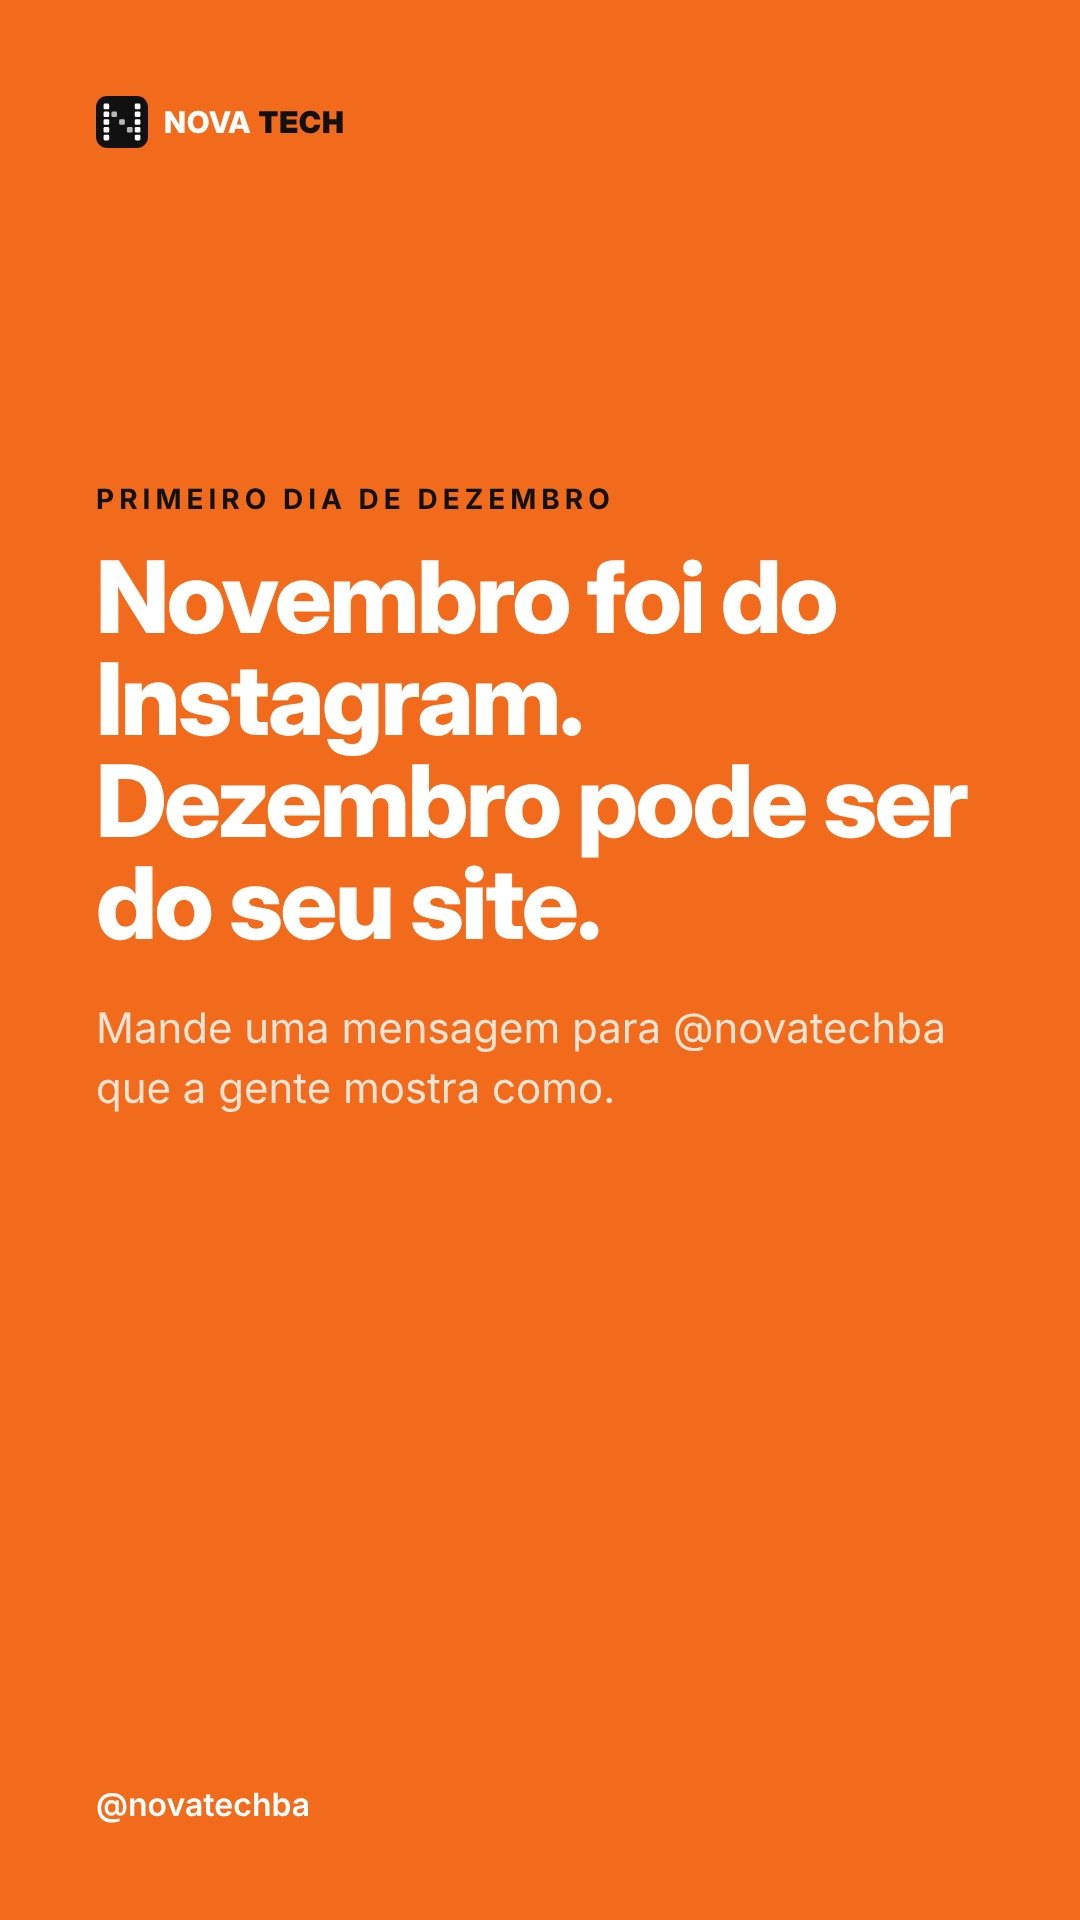 NOVA TECH
PRIMEIRO DIA DE DEZEMBRO
Novembro foi do
Instagram.
Dezembro pode ser
do seu site.
Mande uma mensagem para @novatechba
que a gente mostra como.
@novatechba